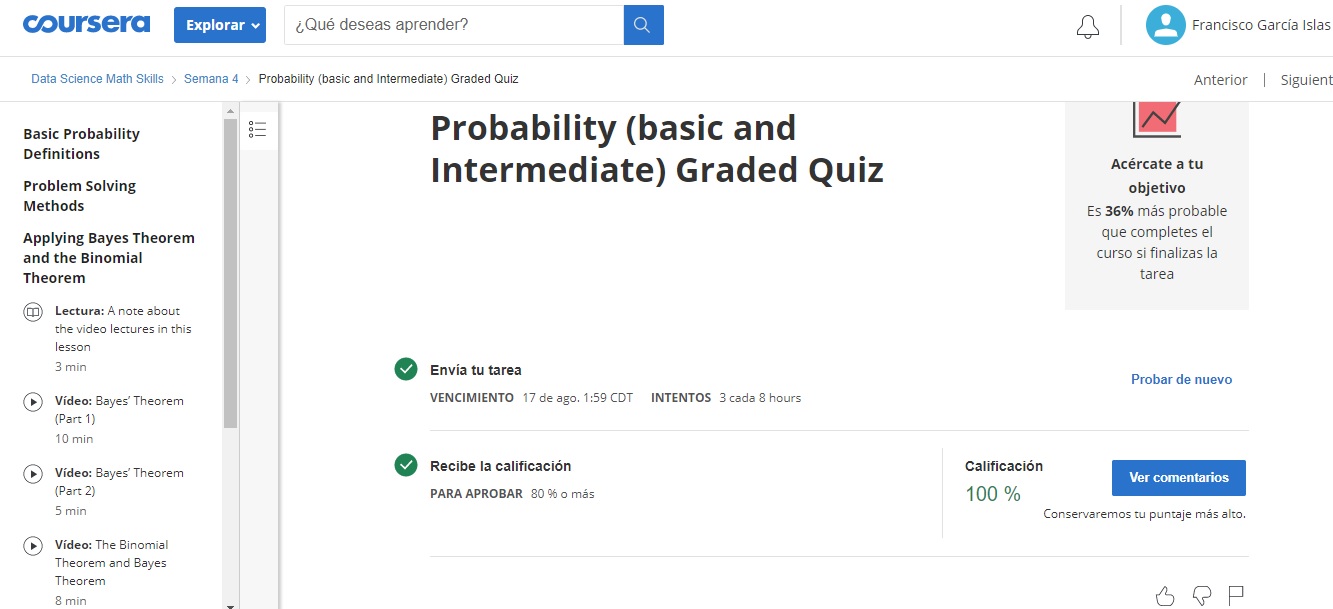 coursera
Explorar
¿Qué deseas aprender?
Francisco García Islas
Data Science Math Skills > Semana 4 > Probability (basic and Intermediate) Graded Quiz
Anterior | Siguient
Basic Probability
Definitions
Problem Solving
Methods
Applying Bayes Theorem
and the Binomial
Theorem
Lectura: A note about
the video lectures in this
lesson
3 min
Vídeo: Bayes’ Theorem
(Part 1)
10 min
Vídeo: Bayes’ Theorem
(Part 2)
5 min
Vídeo: The Binomial
Theorem and Bayes
Theorem
8 min
Probability (basic and
Intermediate) Graded Quiz
Acércate a tu
objetivo
Es 36% más probable
que completes el
curso si finalizas la
tarea
Envía tu tarea
VENCIMIENTO 17 de ago. 1:59 CDT INTENTOS 3 cada 8 hours
Probar de nuevo
Recibe la calificación
PARA APROBAR 80 % o más
Calificación
100 %
Ver comentarios
Conservaremos tu puntaje más alto.